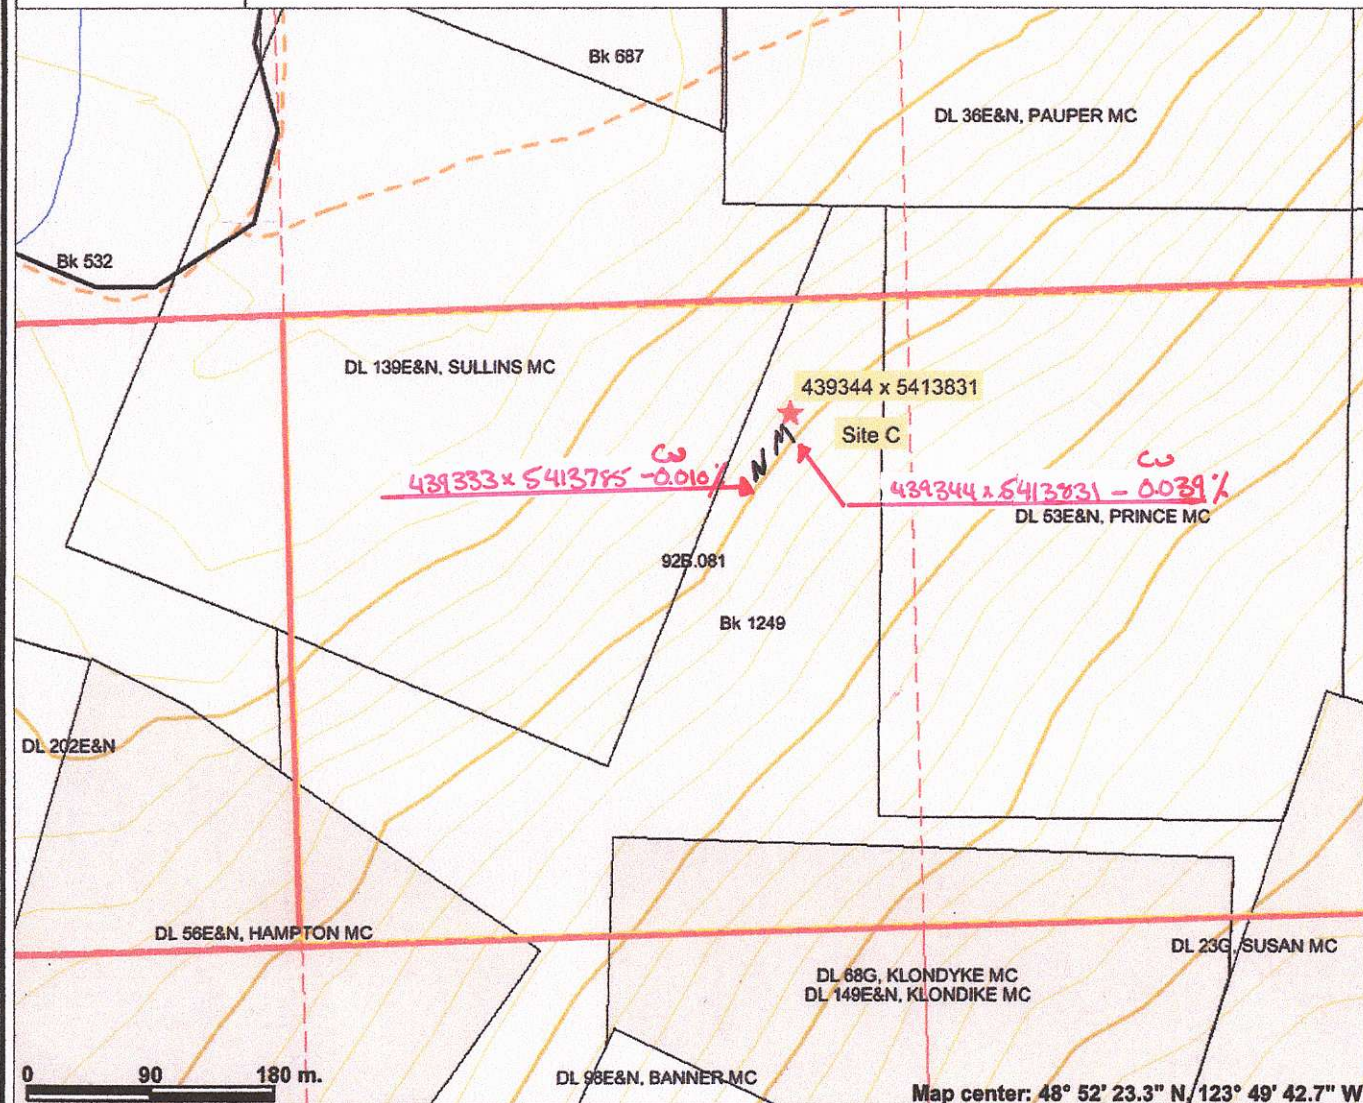 Bk 687
DL 36E&N, PAUPER MC
Bk 532
DL 139E&N, SULLINS MC
439344 x 5413831
Site C
Cu
439333 x 5413785 - 0.010%
N M
Cu
439344 x 5413831 - 0.039%
DL 53E&N, PRINCE MC
92B.081
Bk 1249
DL 202E&N
DL 56E&N, HAMPTON MC
DL 23G, SUSAN MC
DL 68G, KLONDYKE MC
DL 149E&N, KLONDIKE MC
0 90 180 m.
DL 98E&N, BANNER MC
Map center: 48° 52' 23.3" N, 123° 49' 42.7" W